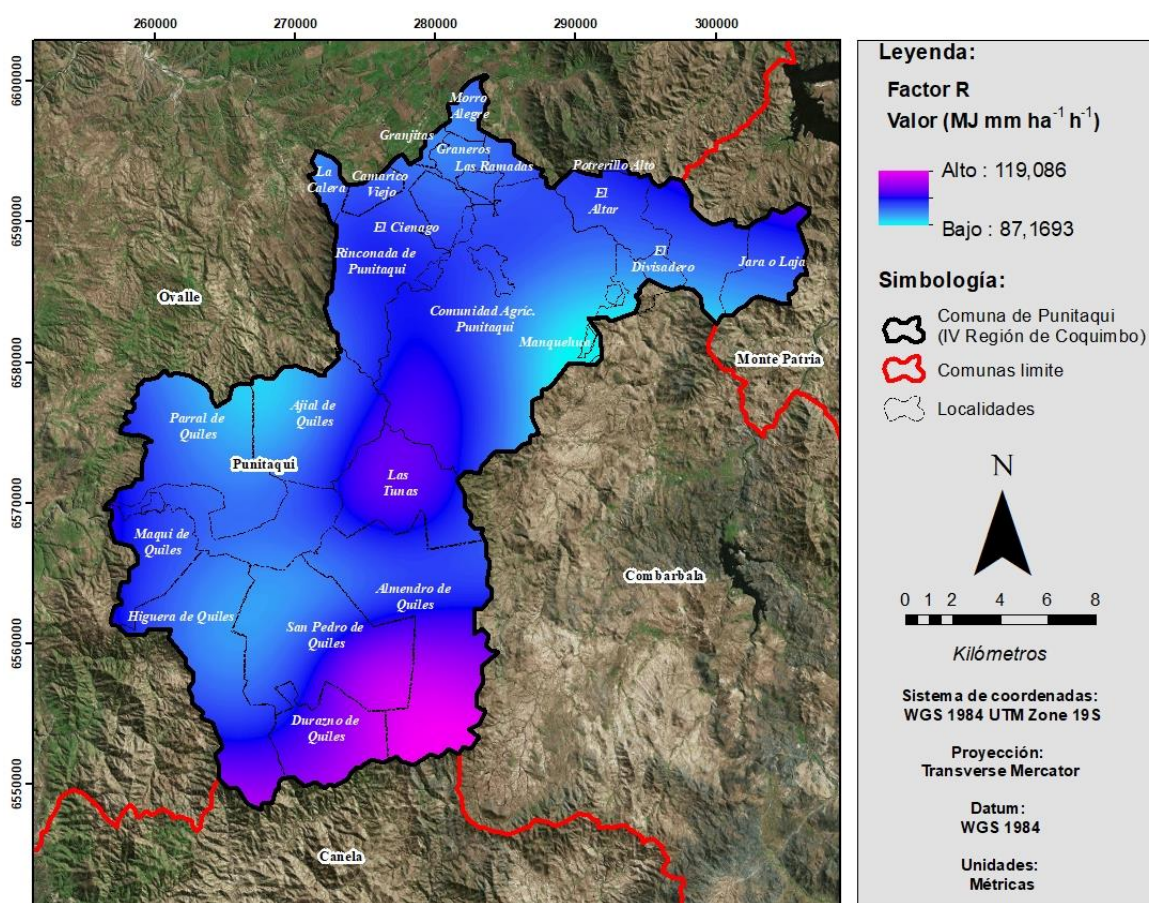 260000 270000 280000 290000 300000
6600000
6590000
6580000
6570000
6560000
6550000
Morro
Alegre
Granjitas
Graneros
Las Ramadas
Potrerillo Alto
La
Calera
Camarico
Viejo
El
Altar
El Cienago
Rinconada de
Punitaqui
El
Divisadero
Jara o Laja
Ovalle
Comunidad Agríc.
Punitaqui
Manquehua
Monte Patria
Parral de
Quiles
Ajial de
Quiles
Punitaqui
Las
Tunas
Maqui de
Quiles
Combarbala
Almendro de
Quiles
Higuera de Quiles
San Pedro de
Quiles
Durazno de
Quiles
Canela
Leyenda:
Factor R
Valor (MJ mm ha-1 h-1)
Alto : 119,086
Bajo : 87,1693
Simbología:
Comuna de Punitaqui
(IV Región de Coquimbo)
Comunas limite
Localidades
N
0 1 2 4 6 8
Kilómetros
Sistema de coordenadas:
WGS 1984 UTM Zone 19S
Proyección:
Transverse Mercator
Datum:
WGS 1984
Unidades:
Métricas